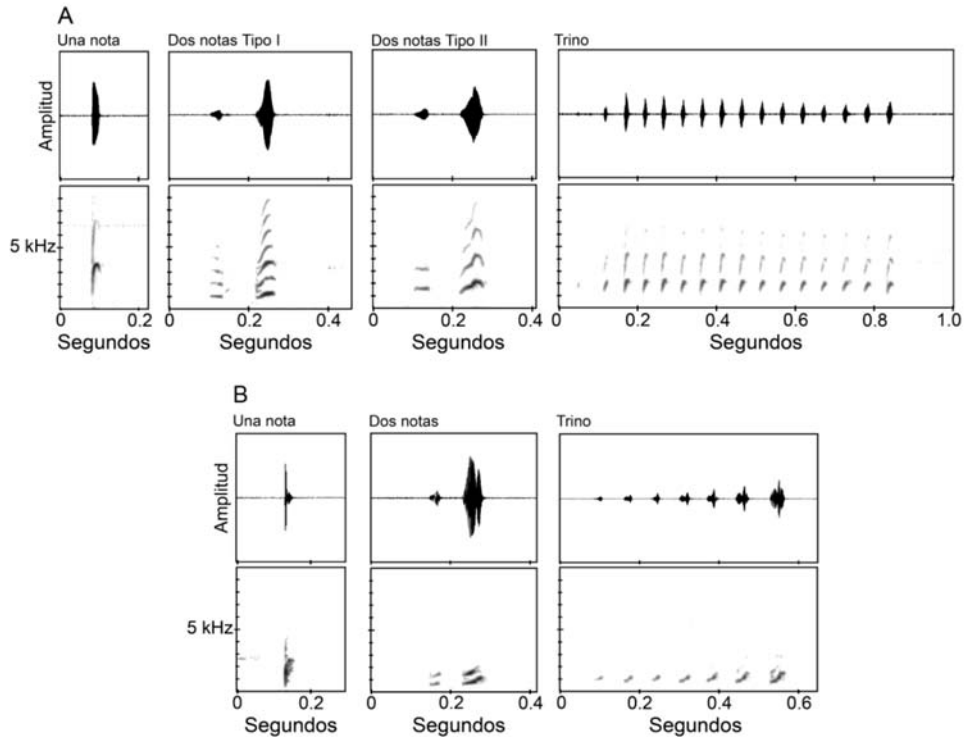 A
Una nota
Dos notas Tipo I
Dos notas Tipo II
Trino
Amplitud
5 kHz
0 0.2
0 0.2 0.4
0 0.2 0.4
0 0.2 0.4 0.6 0.8 1.0
Segundos
Segundos
Segundos
Segundos
B
Una nota
Dos notas
Trino
Amplitud
5 kHz
0 0.2
0 0.2 0.4
0 0.2 0.4 0.6
Segundos
Segundos
Segundos